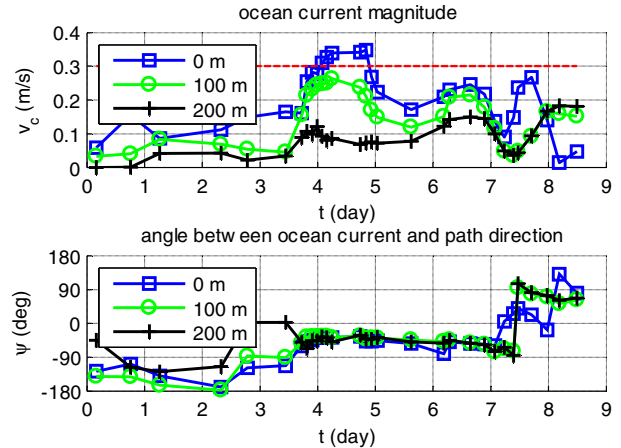 ocean current magnitude
0.4
0.3
0.2
0.1
0
v_c (m/s)
0 m
100 m
200 m
0 1 2 3 4 5 6 7 8 9
t (day)
angle between ocean current and path direction
180
90
0
-90
-180
ψ (deg)
0 m
100 m
200 m
0 1 2 3 4 5 6 7 8 9
t (day)